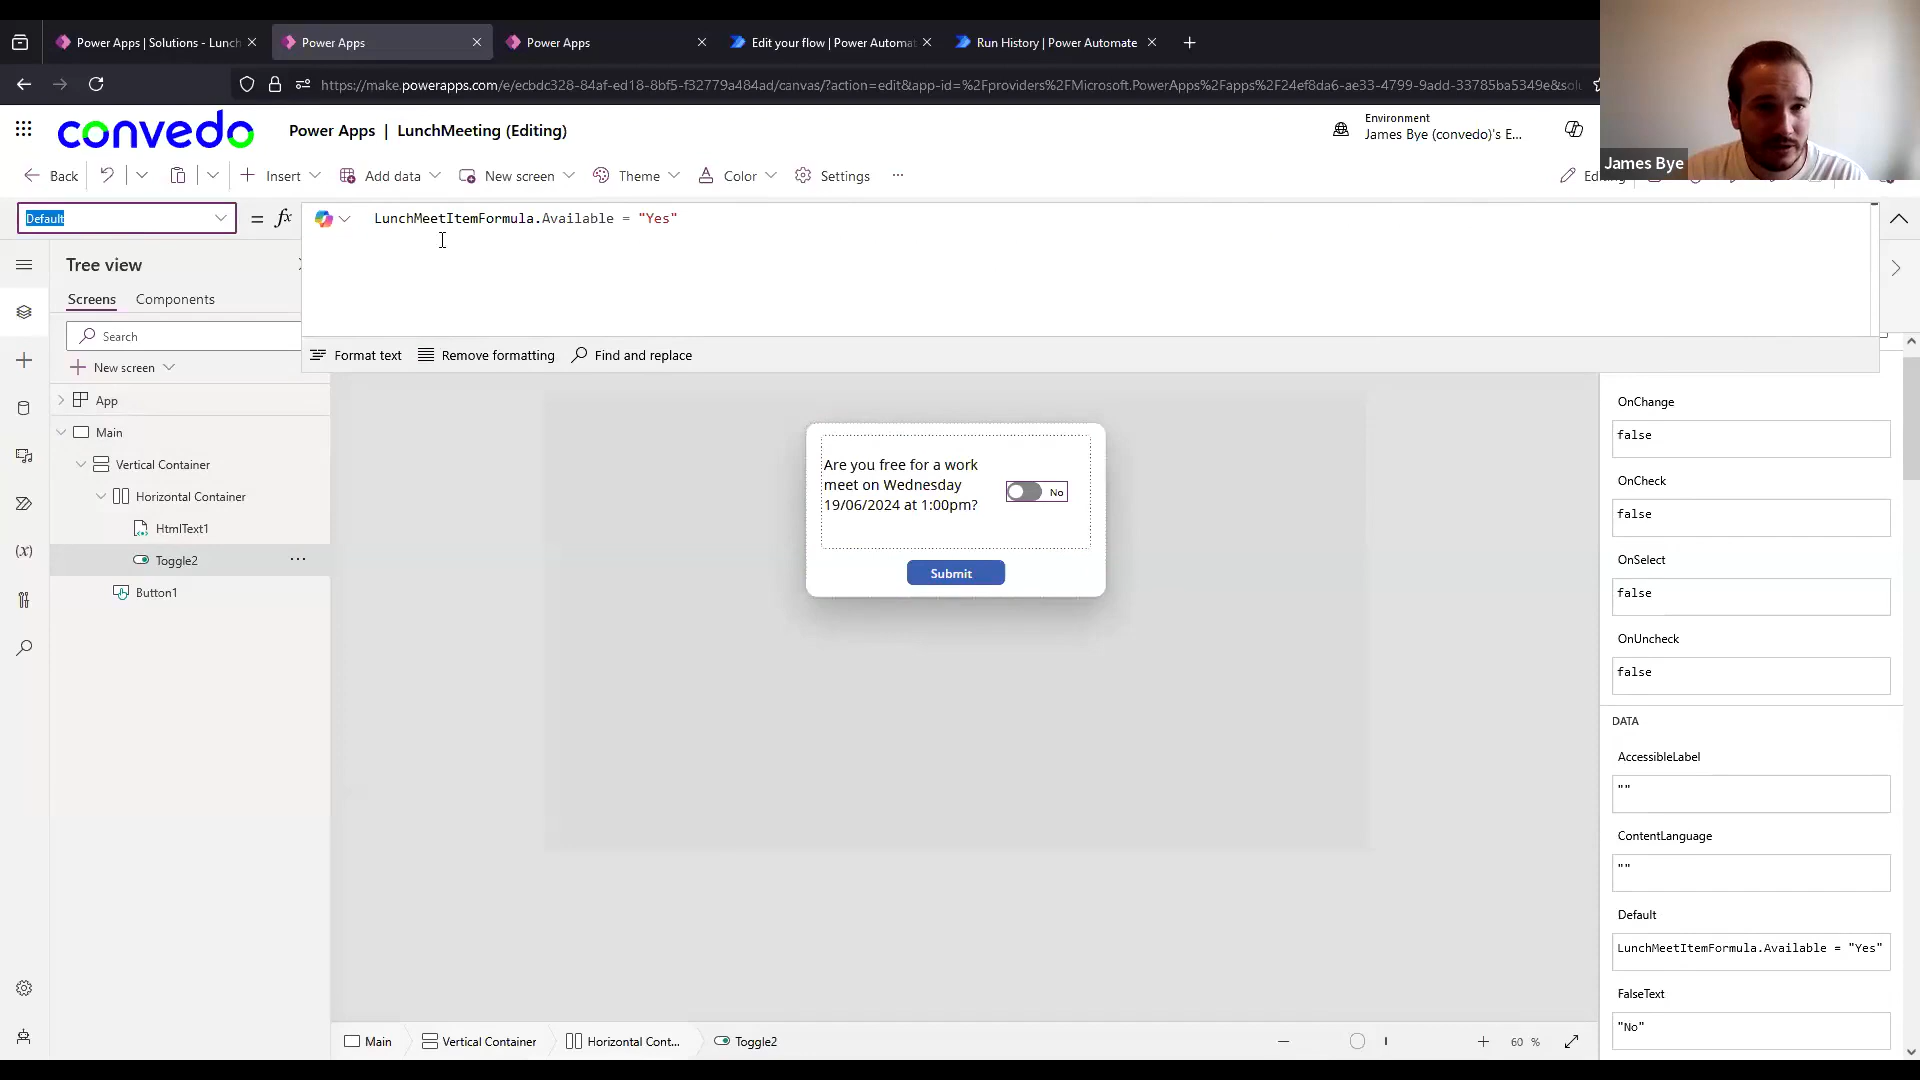 Power Apps | Solutions - Lunch
Power Apps
Power Apps
Edit your flow | Power Automat
Run History | Power Automate
https://make.powerapps.com/e/ecbdc328-84af-ed18-8bf5-f32779a484ad/canvas/?action=edit&app-id=%2Fproviders%2FMicrosoft.PowerApps%2Fapps%2F24ef8da6-ae33-4799-9add-33785ba5349e&solu
convedo
Power Apps | LunchMeeting (Editing)
Environment
James Bye (convedo)'s E...
James Bye
Back
Insert
Add data
New screen
Theme
Color
Settings
Default
= fx
LunchMeetItemFormula.Available = "Yes"
Tree view
Screens
Components
Search
Format text
Remove formatting
Find and replace
New screen
App
Main
Vertical Container
Horizontal Container
HtmlText1
Toggle2
Button1
Are you free for a work
meet on Wednesday
19/06/2024 at 1:00pm?
No
Submit
OnChange
false
OnCheck
false
OnSelect
false
OnUncheck
false
DATA
AccessibleLabel
""
ContentLanguage
""
Default
LunchMeetItemFormula.Available = "Yes"
FalseText
"No"
Main
Vertical Container
Horizontal Cont...
Toggle2
60 %